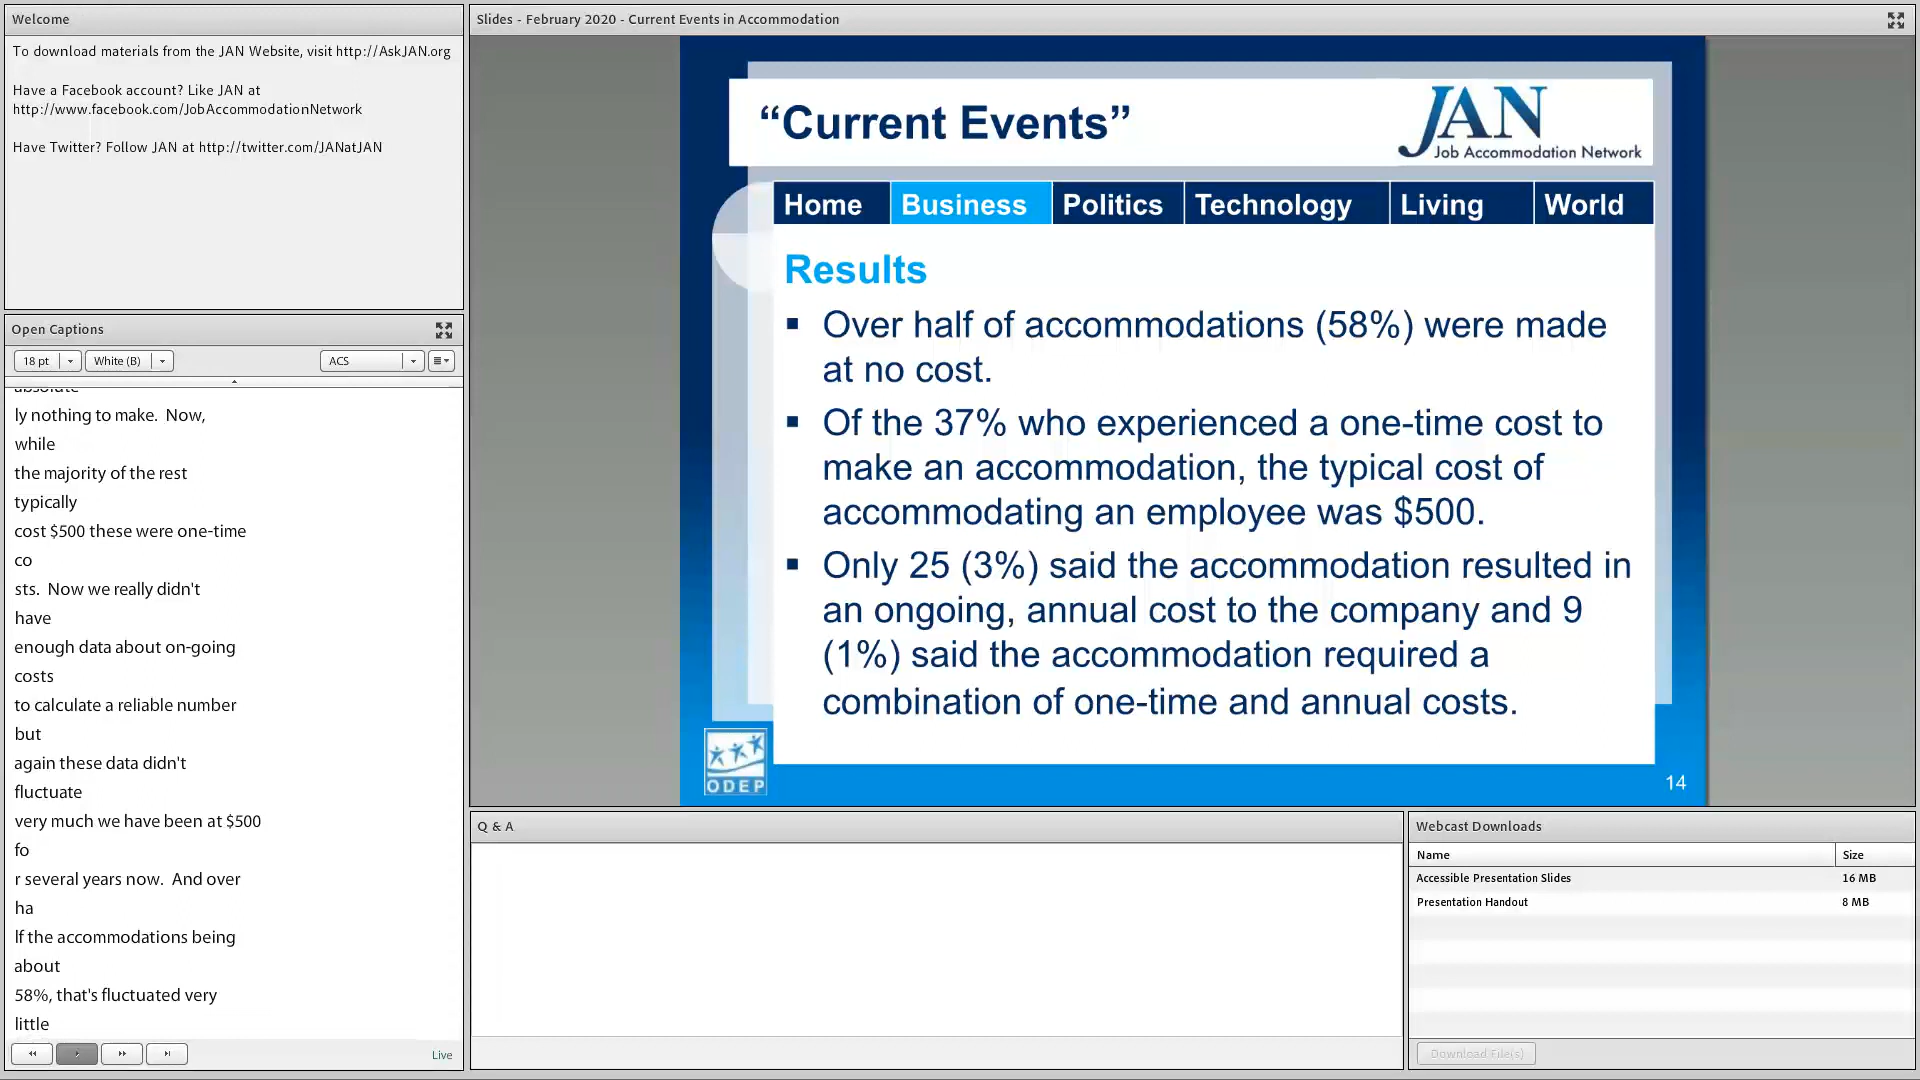 Welcome
To download materials from the JAN Website, visit http://AskJAN.org
Have a Facebook account? Like JAN at
http://www.facebook.com/JobAccommodationNetwork
Have Twitter? Follow JAN at http://twitter.com/JANatJAN
Open Captions
18 pt
White (B)
ACS
absolute
ly nothing to make.  Now,
while
the majority of the rest
typically
cost $500 these were one-time
co
sts.  Now we really didn't
have
enough data about on-going
costs
to calculate a reliable number
but
again these data didn't
fluctuate
very much we have been at $500
fo
r several years now.  And over
ha
lf the accommodations being
about
58%, that's fluctuated very
little
Live
Slides - February 2020 - Current Events in Accommodation
“Current Events”
JAN
Job Accommodation Network
Home Business Politics Technology Living World
Results
▪ Over half of accommodations (58%) were made
at no cost.
▪ Of the 37% who experienced a one-time cost to
make an accommodation, the typical cost of
accommodating an employee was $500.
▪ Only 25 (3%) said the accommodation resulted in
an ongoing, annual cost to the company and 9
(1%) said the accommodation required a
combination of one-time and annual costs.
ODEP
14
Q & A
Webcast Downloads
Name Size
Accessible Presentation Slides 16 MB
Presentation Handout 8 MB
Download File(s)